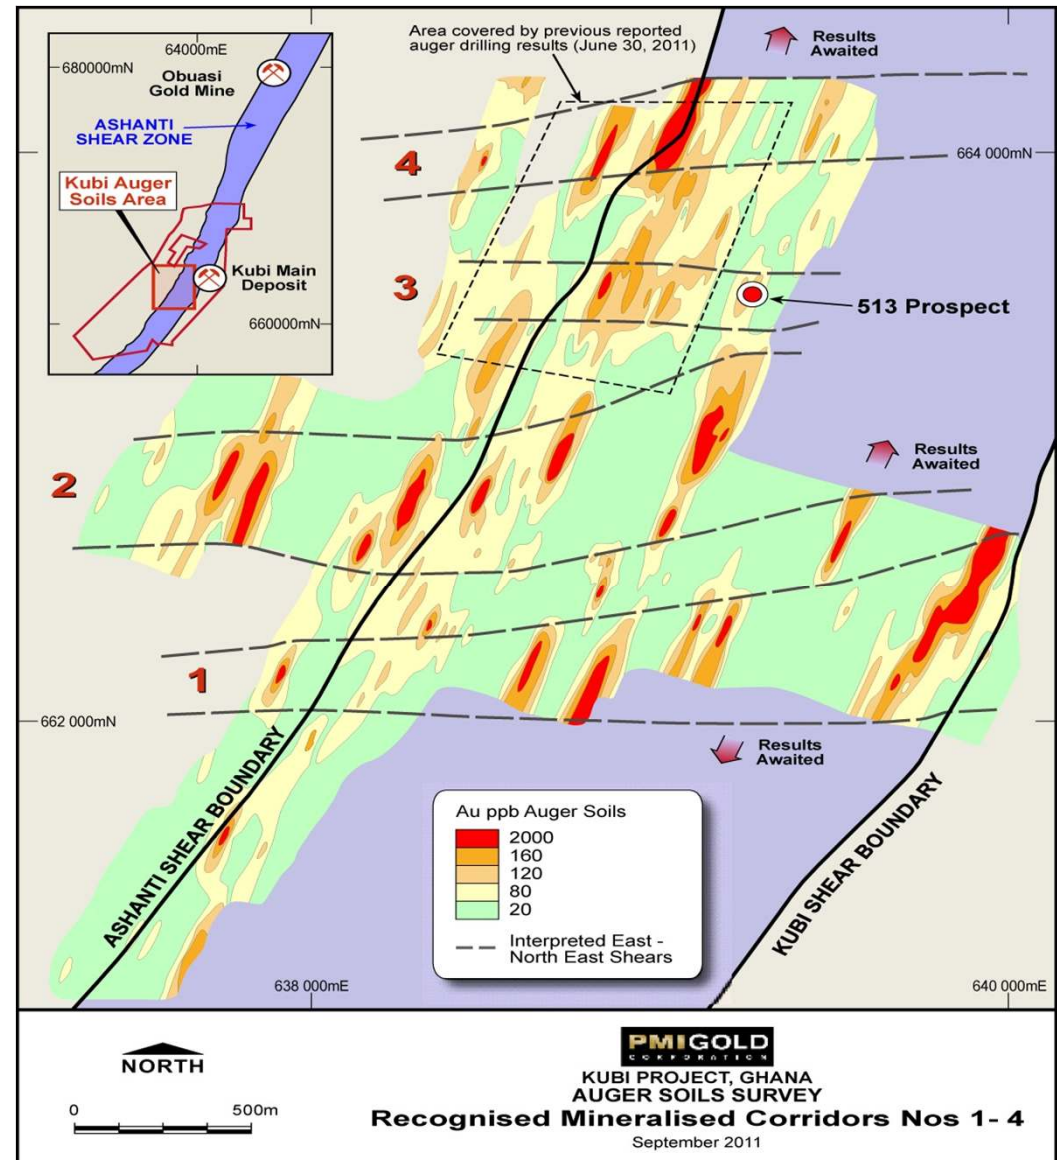 64000mE
680000mN
Obuasi
Gold Mine
ASHANTI
SHEAR ZONE
Kubi Auger
Soils Area
Kubi Main
Deposit
660000mN
Area covered by previous reported
auger drilling results (June 30, 2011)
Results
Awaited
664 000mN
4
3
513 Prospect
2
Results
Awaited
1
662 000mN
Results
Awaited
ASHANTI SHEAR BOUNDARY
KUBI SHEAR BOUNDARY
Au ppb Auger Soils
2000
160
120
80
20
Interpreted East -
North East Shears
638 000mE
640 000mE
NORTH
0 500m
PMIGOLD
CORPORATION
KUBI PROJECT, GHANA
AUGER SOILS SURVEY
Recognised Mineralised Corridors Nos 1- 4
September 2011